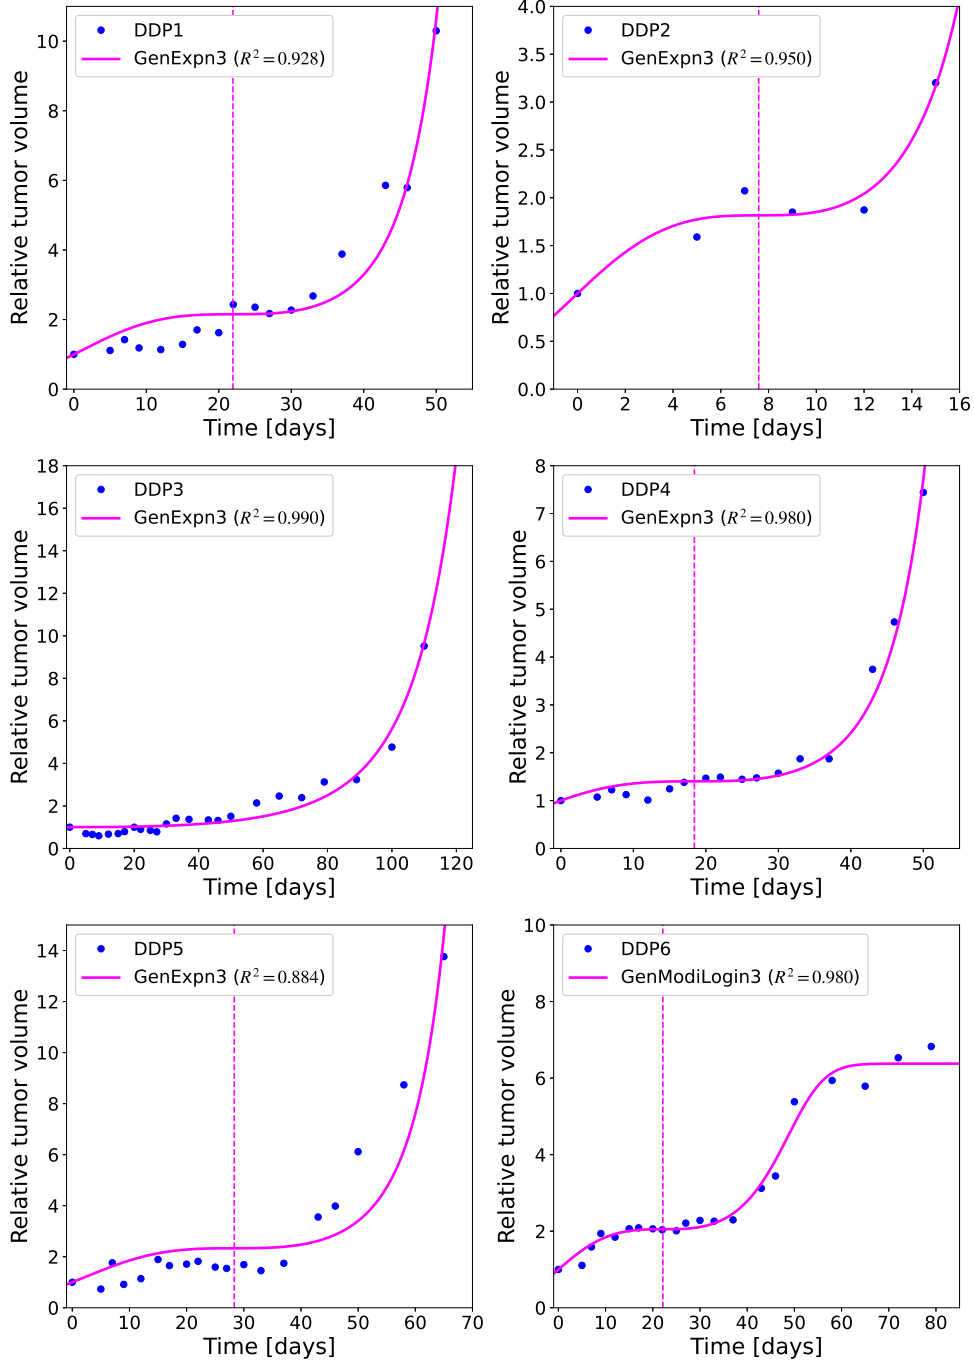 DDP1
GenExpn3 (R² = 0.928)
Relative tumor volume
10
8
6
4
2
0
0 10 20 30 40 50
Time [days]
DDP2
GenExpn3 (R² = 0.950)
Relative tumor volume
4.0
3.5
3.0
2.5
2.0
1.5
1.0
0.5
0.0
0 2 4 6 8 10 12 14 16
Time [days]
DDP3
GenExpn3 (R² = 0.990)
Relative tumor volume
18
16
14
12
10
8
6
4
2
0
0 20 40 60 80 100 120
Time [days]
DDP4
GenExpn3 (R² = 0.980)
Relative tumor volume
8
7
6
5
4
3
2
1
0
0 10 20 30 40 50
Time [days]
DDP5
GenExpn3 (R² = 0.884)
Relative tumor volume
14
12
10
8
6
4
2
0
0 10 20 30 40 50 60 70
Time [days]
DDP6
GenModiLogin3 (R² = 0.980)
Relative tumor volume
10
8
6
4
2
0
0 10 20 30 40 50 60 70 80
Time [days]